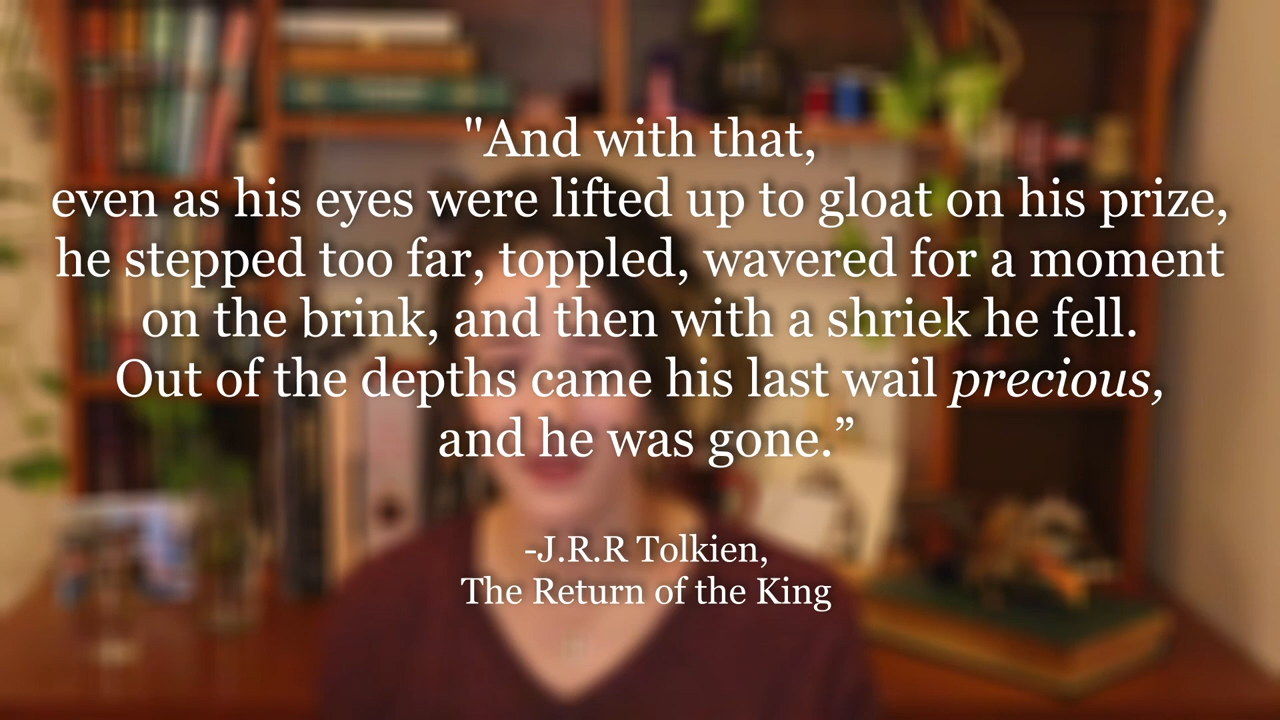 "And with that,
even as his eyes were lifted up to gloat on his prize,
he stepped too far, toppled, wavered for a moment
on the brink, and then with a shriek he fell.
Out of the depths came his last wail precious,
and he was gone.”
-J.R.R Tolkien,
The Return of the King